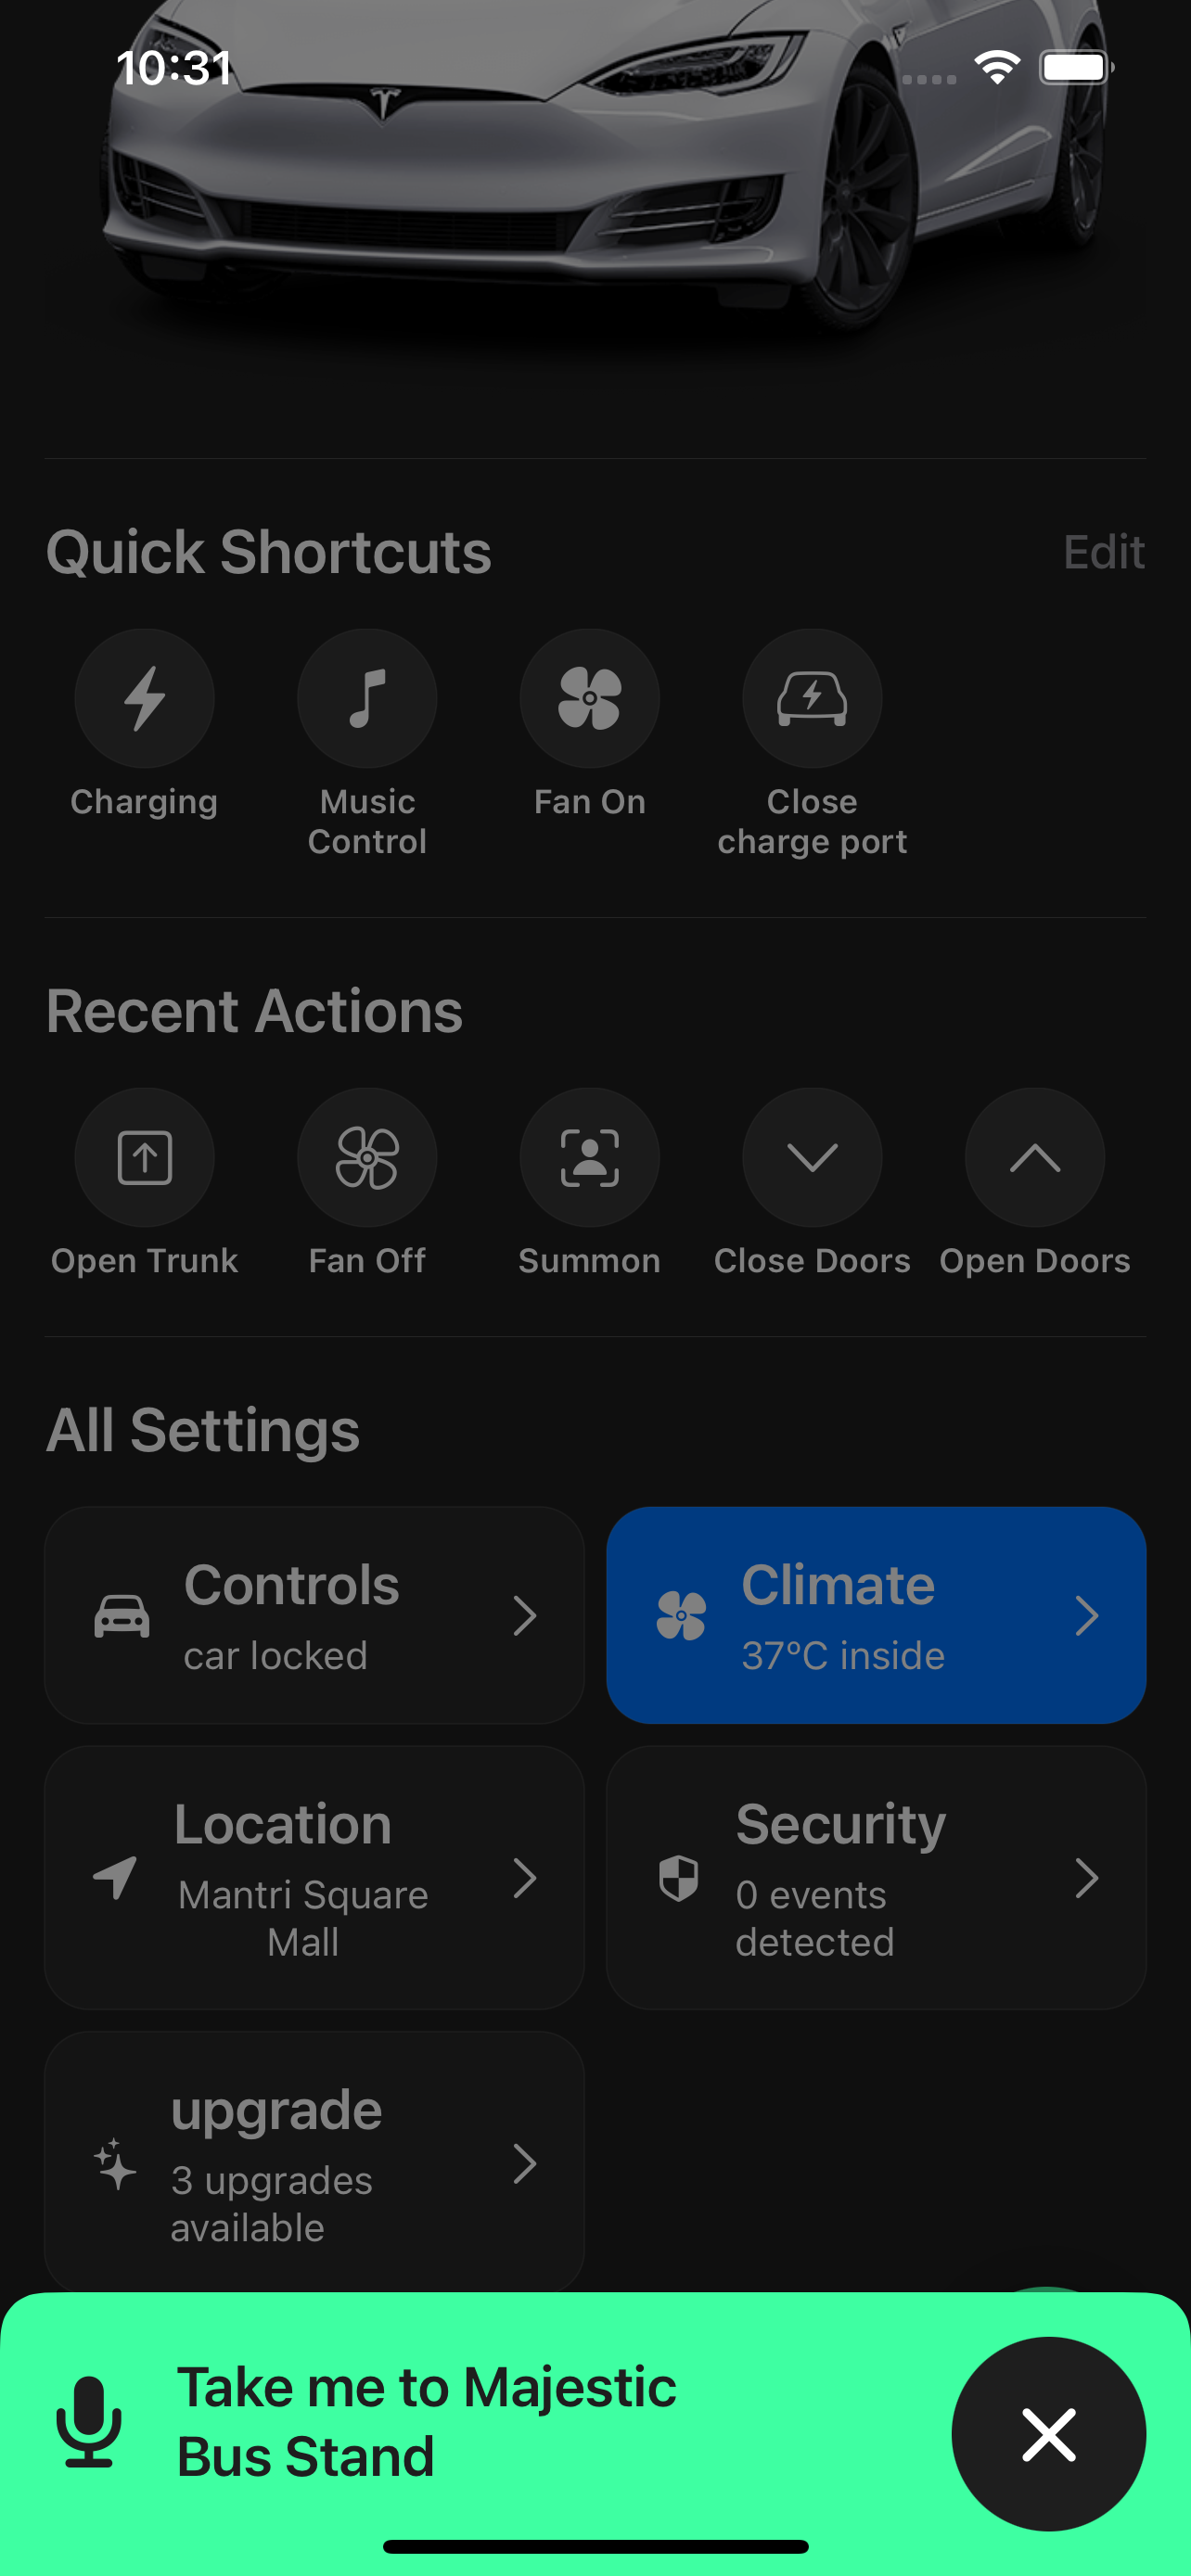 10:31
Quick Shortcuts
Edit
Charging
Music
Control
Fan On
Close
charge port
Recent Actions
Open Trunk
Fan Off
Summon
Close Doors
Open Doors
All Settings
Controls
car locked
Climate
37°C inside
Location
Mantri Square
Mall
Security
0 events
detected
upgrade
3 upgrades
available
Take me to Majestic
Bus Stand